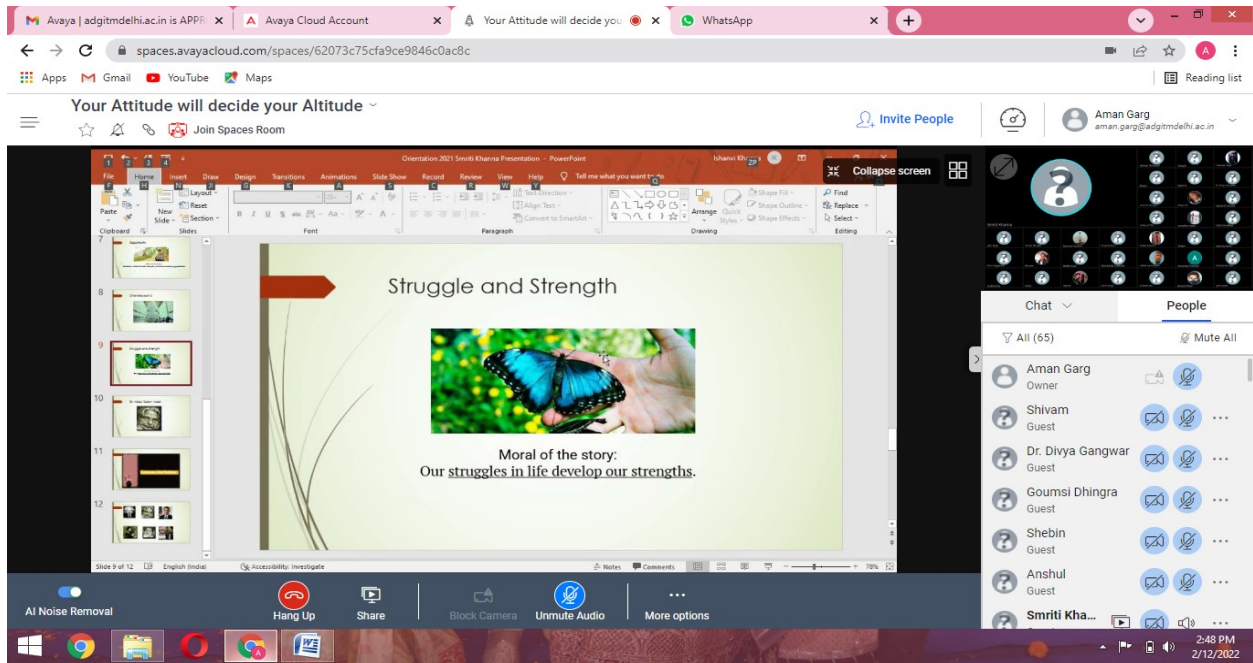 Avaya | adgitmdelhi.ac.in is APPR
Avaya Cloud Account
Your Attitude will decide you
WhatsApp
spaces.avayacloud.com/spaces/62073c75cfa9ce9846c0ac8c
Apps Gmail YouTube Maps Reading list
Your Attitude will decide your Altitude
Join Spaces Room
Invite People
Aman Garg
aman.garg@adgitmdelhi.ac.in
Orientation 2021 Smriti Khanna Presentation - PowerPoint
Collapse screen
File Home Insert Draw Design Transitions Animations Slide Show Record Review View Help Tell me what you want to do
Paste
New
Slide
Layout
Reset
Section
Text Direction
Align Text
Convert to SmartArt
Arrange
Quick
Styles
Shape Fill
Shape Outline
Shape Effects
Find
Replace
Select
Clipboard Slides Font Paragraph Drawing Editing
7
8
9
10
11
12
Struggle and Strength
Moral of the story:
Our struggles in life develop our strengths.
Slide 9 of 12 English (India) Accessibility: Investigate Notes Comments 78%
Chat People
All (65) Mute All
Aman Garg
Owner
Shivam
Guest
Dr. Divya Gangwar
Guest
Goumsi Dhingra
Guest
Shebin
Guest
Anshul
Guest
Smriti Kha...
AI Noise Removal
Hang Up Share Block Camera Unmute Audio More options
2:48 PM
2/12/2022